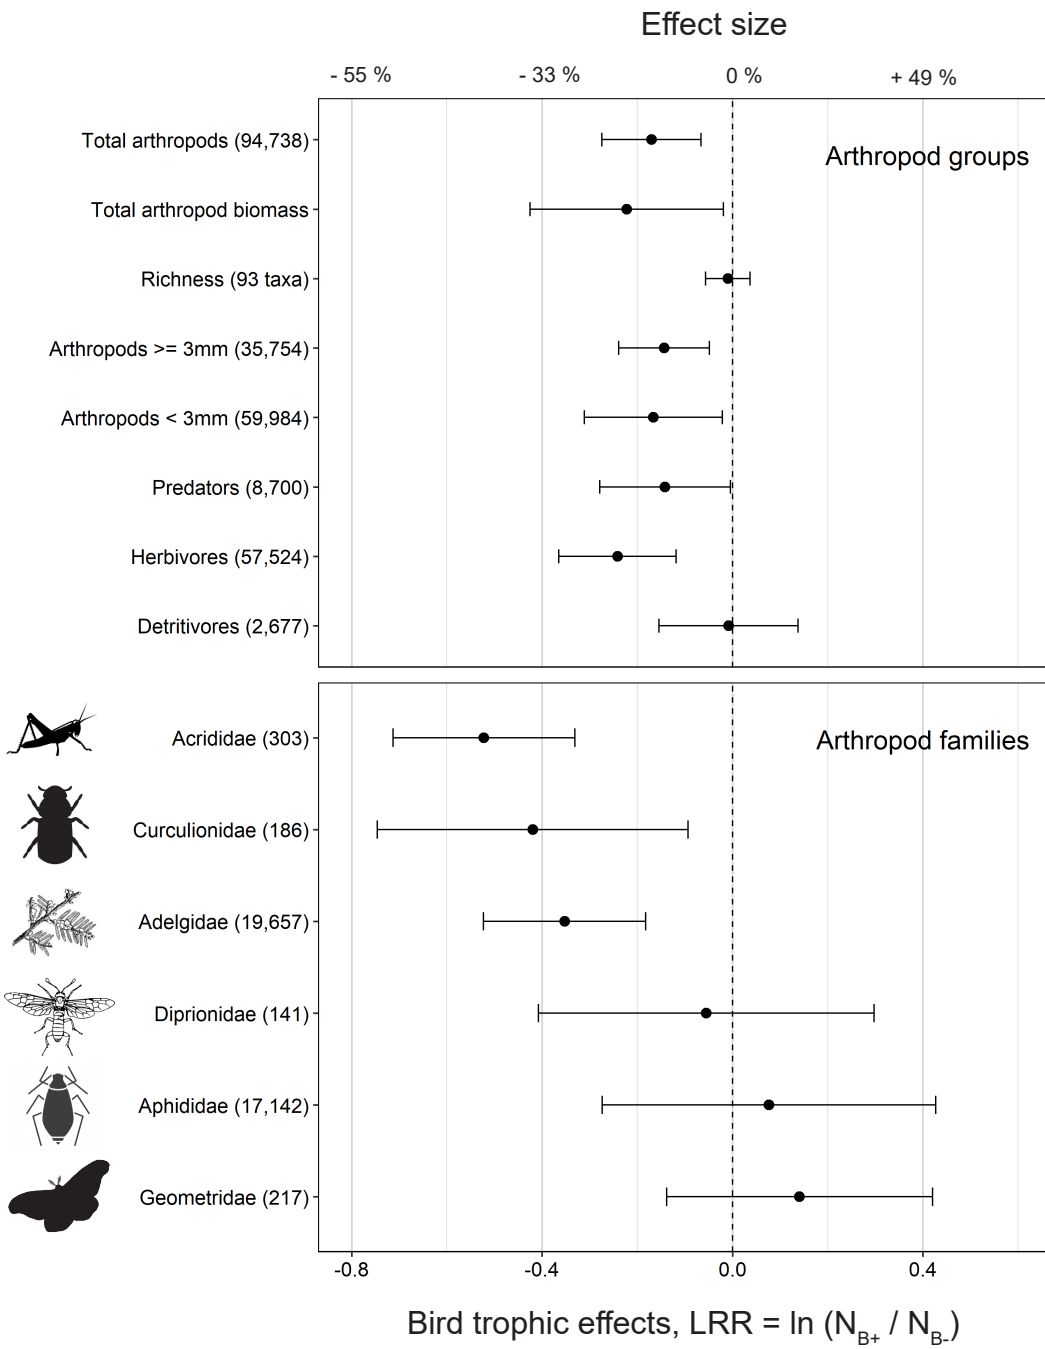 Effect size
- 55 %
- 33 %
0 %
+ 49 %
Arthropod groups
Total arthropods (94,738)
Total arthropod biomass
Richness (93 taxa)
Arthropods >= 3mm (35,754)
Arthropods < 3mm (59,984)
Predators (8,700)
Herbivores (57,524)
Detritivores (2,677)
Arthropod families
Acrididae (303)
Curculionidae (186)
Adelgidae (19,657)
Diprionidae (141)
Aphididae (17,142)
Geometridae (217)
-0.8
-0.4
0.0
0.4
Bird trophic effects, LRR = ln (N_B+ / N_B-)